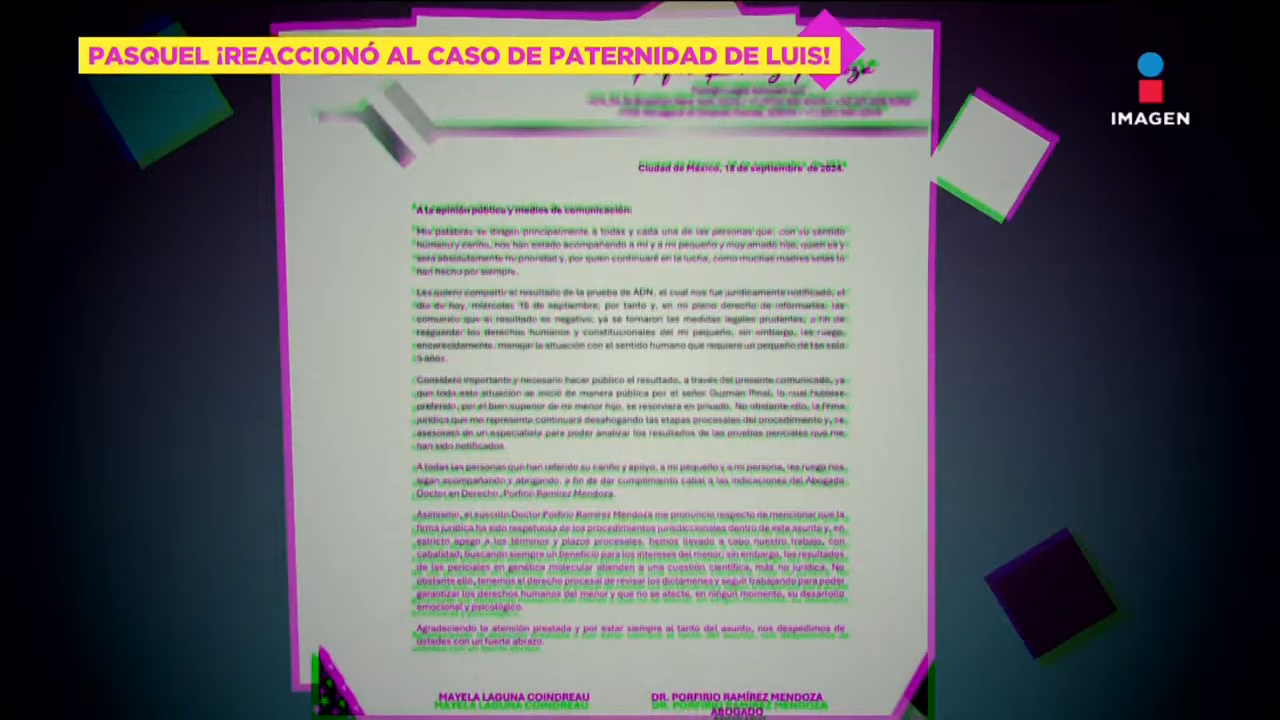 PASQUEL ¡REACCIONÓ AL CASO DE PATERNIDAD DE LUIS!
IMAGEN
Ciudad de México, 18 de septiembre de 2024.
A la opinión pública y medios de comunicación:
Mis palabras se dirigen principalmente a todas y cada una de las personas que, con su sentido
humano y cariño, nos han estado acompañando a mí y a mi pequeño y muy amado hijo, quien es y
será absolutamente mi prioridad y, por quien continuaré en la lucha, como muchas madres solas lo
han hecho por siempre.
Les quiero compartir el resultado de la prueba de ADN, el cual nos fue jurídicamente notificado, el
día de hoy, miércoles 18 de septiembre, por tanto y, en mi pleno derecho de informarles, les
comunico que el resultado es negativo, ya se tomaron las medidas legales prudentes, a fin de
resguardar los derechos humanos y constitucionales del mi pequeño, sin embargo, les ruego,
encarecidamente, manejar la situación con el sentido humano que requiere un pequeño de tan solo
5 años.
Considera importante y necesario hacer público el resultado, a través del presente comunicado, ya
que toda esta situación se inició de manera pública por el señor Guzmán Pinal, lo cual hubiese
preferido, por el bien superior de mi menor hijo, se resolviera en privado. No obstante ello, la firma
jurídica que me representa continuará desahogando las etapas procesales del procedimiento y, se
asesorará de un especialista para poder analizar los resultados de las pruebas periciales que me
han sido notificados.
A todas las personas que han referido su cariño y apoyo, a mi pequeño y a mi persona, les ruego nos
sigan acompañando y abrigando, a fin de dar cumplimiento cabal a las indicaciones del Abogado
Doctor en Derecho, Porfirio Ramírez Mendoza.
Asimismo, el suscrito Doctor Porfirio Ramírez Mendoza me pronuncio respecto de mencionar que la
firma jurídica ha sido respetuosa de los procedimientos jurisdiccionales dentro de este asunto y, en
estricto apego a los términos y plazos procesales, hemos llevado a cabo nuestro trabajo, con
cabalidad, buscando siempre un beneficio para los intereses del menor, sin embargo, los resultados
de las periciales en genética molecular atienden a una cuestión científica, más no jurídica. No
obstante ello, tenemos el derecho procesal de revisar los dictámenes y seguir trabajando para poder
garantizar los derechos humanos del menor y que no se afecte, en ningún momento, su desarrollo
emocional y psicológico.
Agradeciendo la atención prestada y por estar siempre al tanto del asunto, nos despedimos de
ustedes con un fuerte abrazo.
MAYELA LAGUNA COINDREAU
DR. PORFIRIO RAMÍREZ MENDOZA
ABOGADO